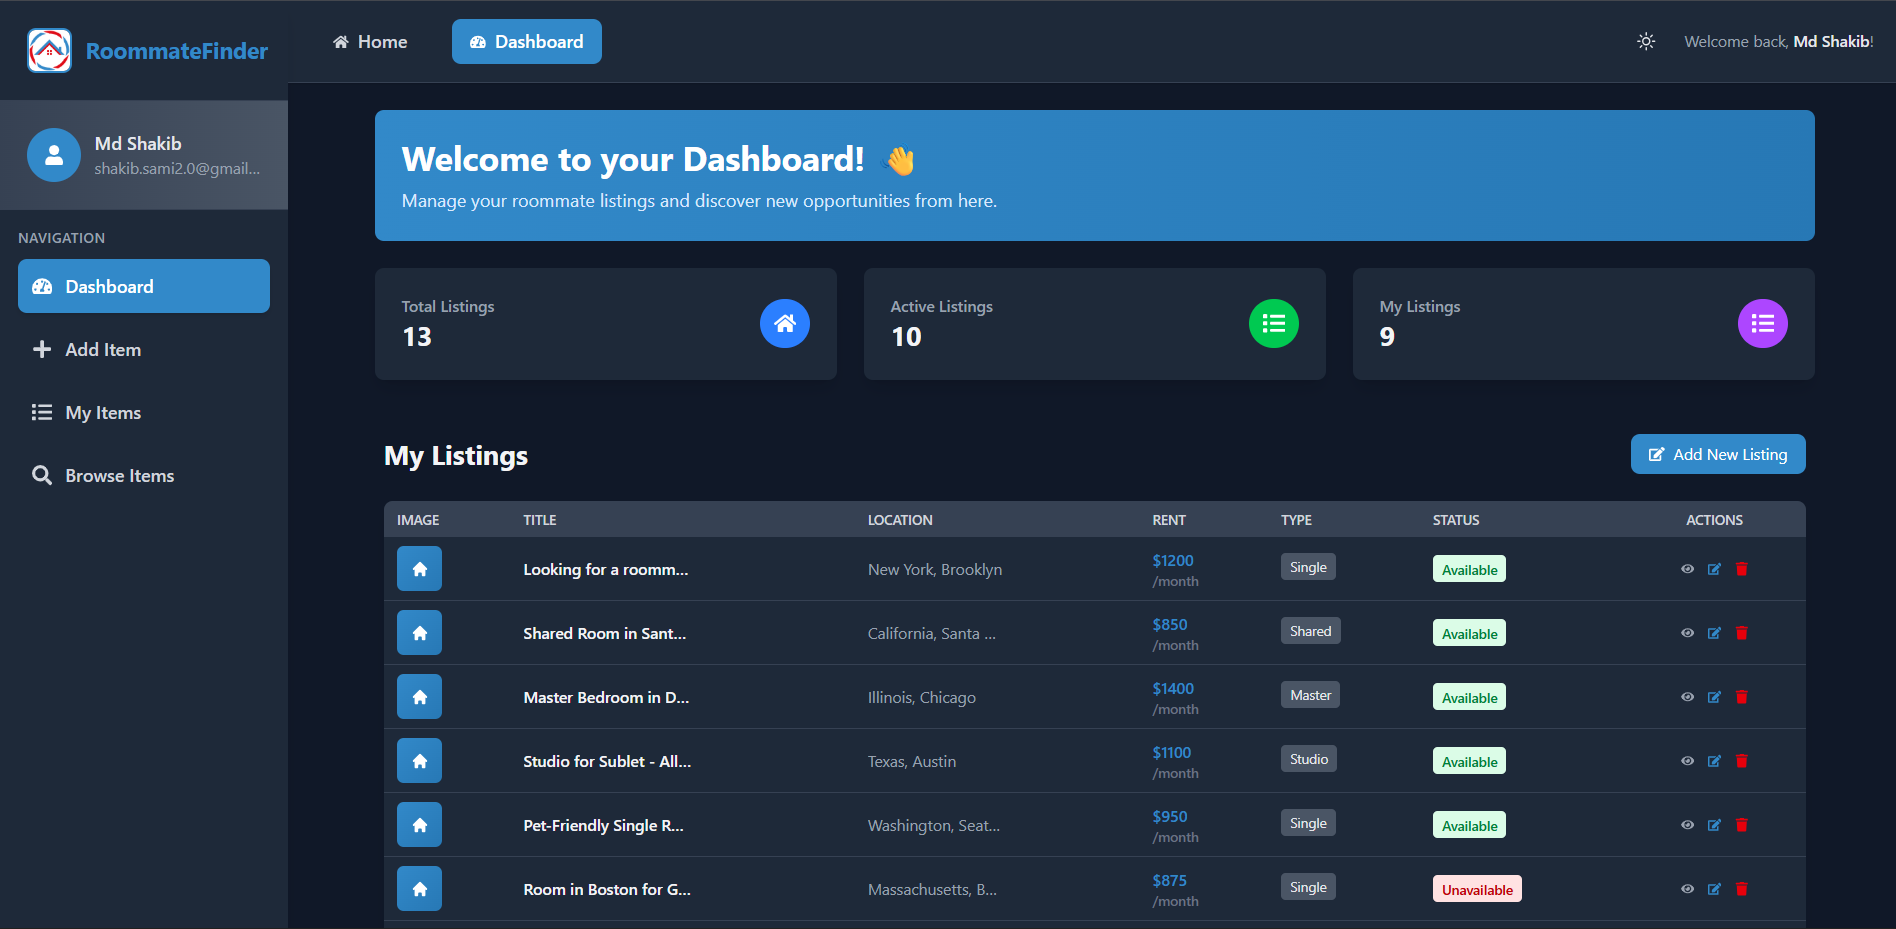 RoommateFinder
Home
Dashboard
Welcome back, Md Shakib!
Md Shakib
shakib.sami2.0@gmail...
NAVIGATION
Dashboard
Add Item
My Items
Browse Items
Welcome to your Dashboard! 👋
Manage your roommate listings and discover new opportunities from here.
Total Listings
13
Active Listings
10
My Listings
9
My Listings
Add New Listing
IMAGE TITLE LOCATION RENT TYPE STATUS ACTIONS
Looking for a roomm... New York, Brooklyn $1200 /month Single Available
Shared Room in Sant... California, Santa ... $850 /month Shared Available
Master Bedroom in D... Illinois, Chicago $1400 /month Master Available
Studio for Sublet - All... Texas, Austin $1100 /month Studio Available
Pet-Friendly Single R... Washington, Seat... $950 /month Single Available
Room in Boston for G... Massachusetts, B... $875 /month Single Unavailable